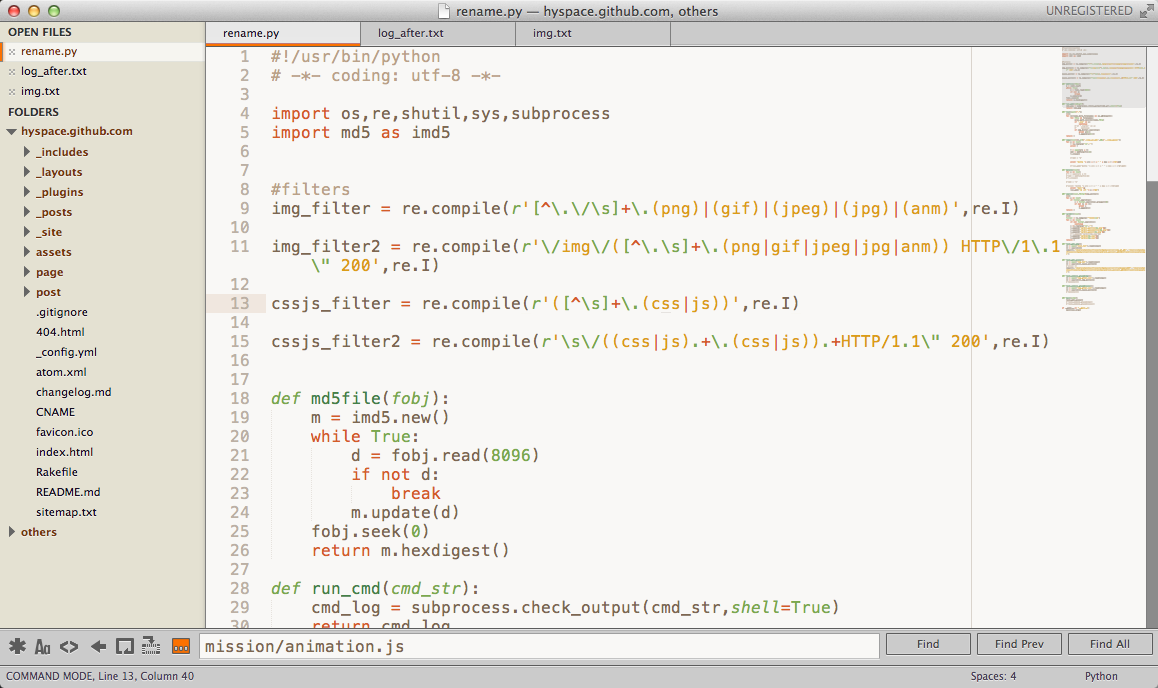 rename.py — hyspace.github.com, others
UNREGISTERED
OPEN FILES
rename.py
log_after.txt
img.txt
FOLDERS
hyspace.github.com
_includes
_layouts
_plugins
_posts
_site
assets
page
post
.gitignore
404.html
_config.yml
atom.xml
changelog.md
CNAME
favicon.ico
index.html
Rakefile
README.md
sitemap.txt
others
rename.py log_after.txt img.txt
1 #!/usr/bin/python
2 # -*- coding: utf-8 -*-
3
4 import os,re,shutil,sys,subprocess
5 import md5 as imd5
6
7
8 #filters
9 img_filter = re.compile(r'[^\.\/\s]+\.(png)|(gif)|(jpeg)|(jpg)|(anm)',re.I)
10
11 img_filter2 = re.compile(r'\/img\/([^\.\s]+\.(png|gif|jpeg|jpg|anm)) HTTP\/1\.1
\" 200',re.I)
12
13 cssjs_filter = re.compile(r'([^\s]+\.(css|js))',re.I)
14
15 cssjs_filter2 = re.compile(r'\s\/((css|js).+\.(css|js)).+HTTP/1.1\" 200',re.I)
16
17
18 def md5file(fobj):
19 m = imd5.new()
20 while True:
21 d = fobj.read(8096)
22 if not d:
23 break
24 m.update(d)
25 fobj.seek(0)
26 return m.hexdigest()
27
28 def run_cmd(cmd_str):
29 cmd_log = subprocess.check_output(cmd_str,shell=True)
30 return cmd_log
Aa <> mission/animation.js Find Find Prev Find All
COMMAND MODE, Line 13, Column 40 Spaces: 4 Python